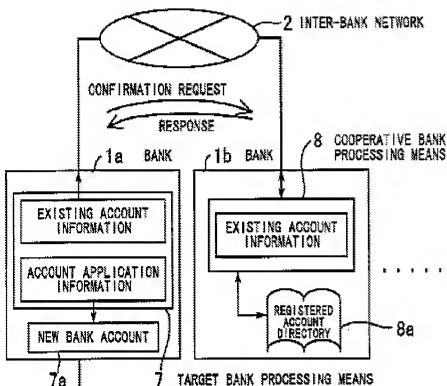 2 INTER-BANK NETWORK
CONFIRMATION REQUEST
RESPONSE
1a BANK
1b BANK
8 COOPERATIVE BANK
PROCESSING MEANS
EXISTING ACCOUNT
INFORMATION
ACCOUNT APPLICATION
INFORMATION
NEW BANK ACCOUNT
EXISTING ACCOUNT
INFORMATION
REGISTERED
ACCOUNT
DIRECTORY
8a
7a
7 TARGET BANK PROCESSING MEANS